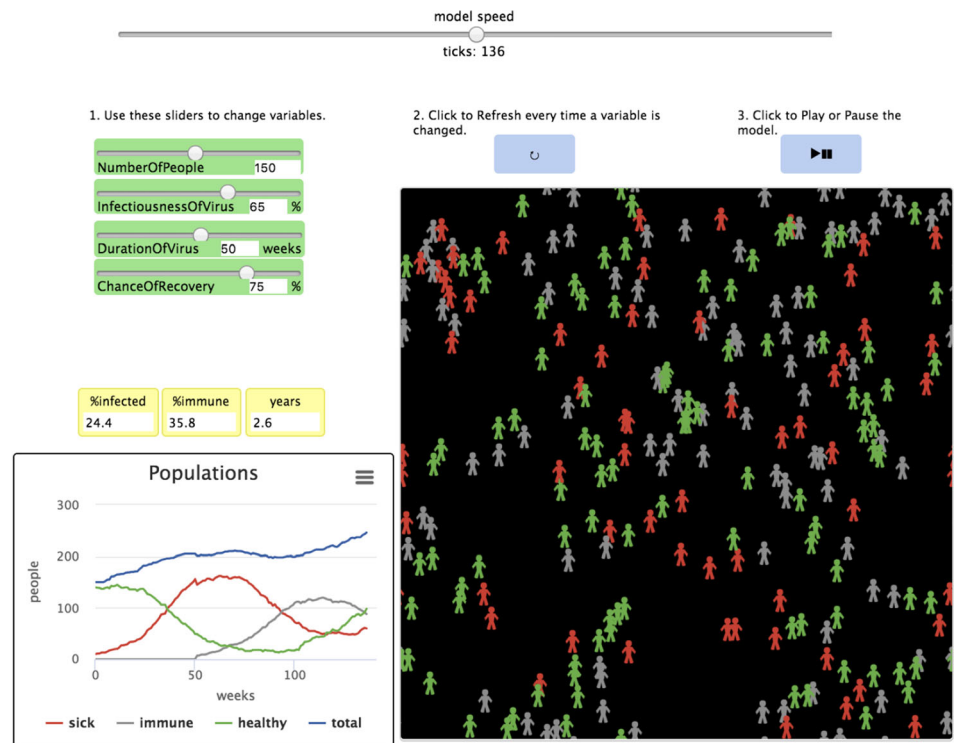 model speed
ticks: 136
1. Use these sliders to change variables.
2. Click to Refresh every time a variable is
changed.
3. Click to Play or Pause the
model.
NumberOfPeople 150
InfectiousnessOfVirus 65 %
DurationOfVirus 50 weeks
ChanceOfRecovery 75 %
%infected %immune years
24.4 35.8 2.6
Populations
300
200
100
0
people
0 50 100
weeks
sick immune healthy total